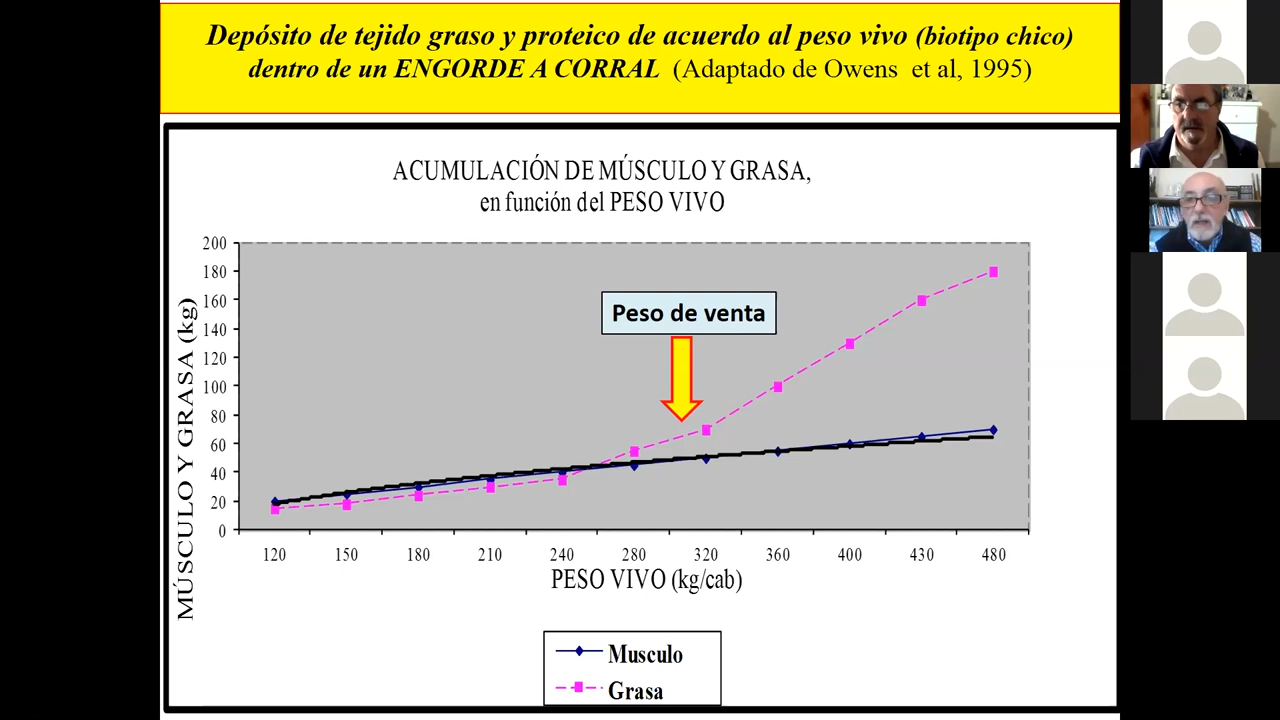 Depósito de tejido graso y proteico de acuerdo al peso vivo (biotipo chico)
dentro de un ENGORDE A CORRAL (Adaptado de Owens et al, 1995)
ACUMULACIÓN DE MÚSCULO Y GRASA,
en función del PESO VIVO
MÚSCULO Y GRASA (kg)
200
180
160
140
120
100
80
60
40
20
0
Peso de venta
120 150 180 210 240 280 320 360 400 430 480
PESO VIVO (kg/cab)
Musculo
Grasa